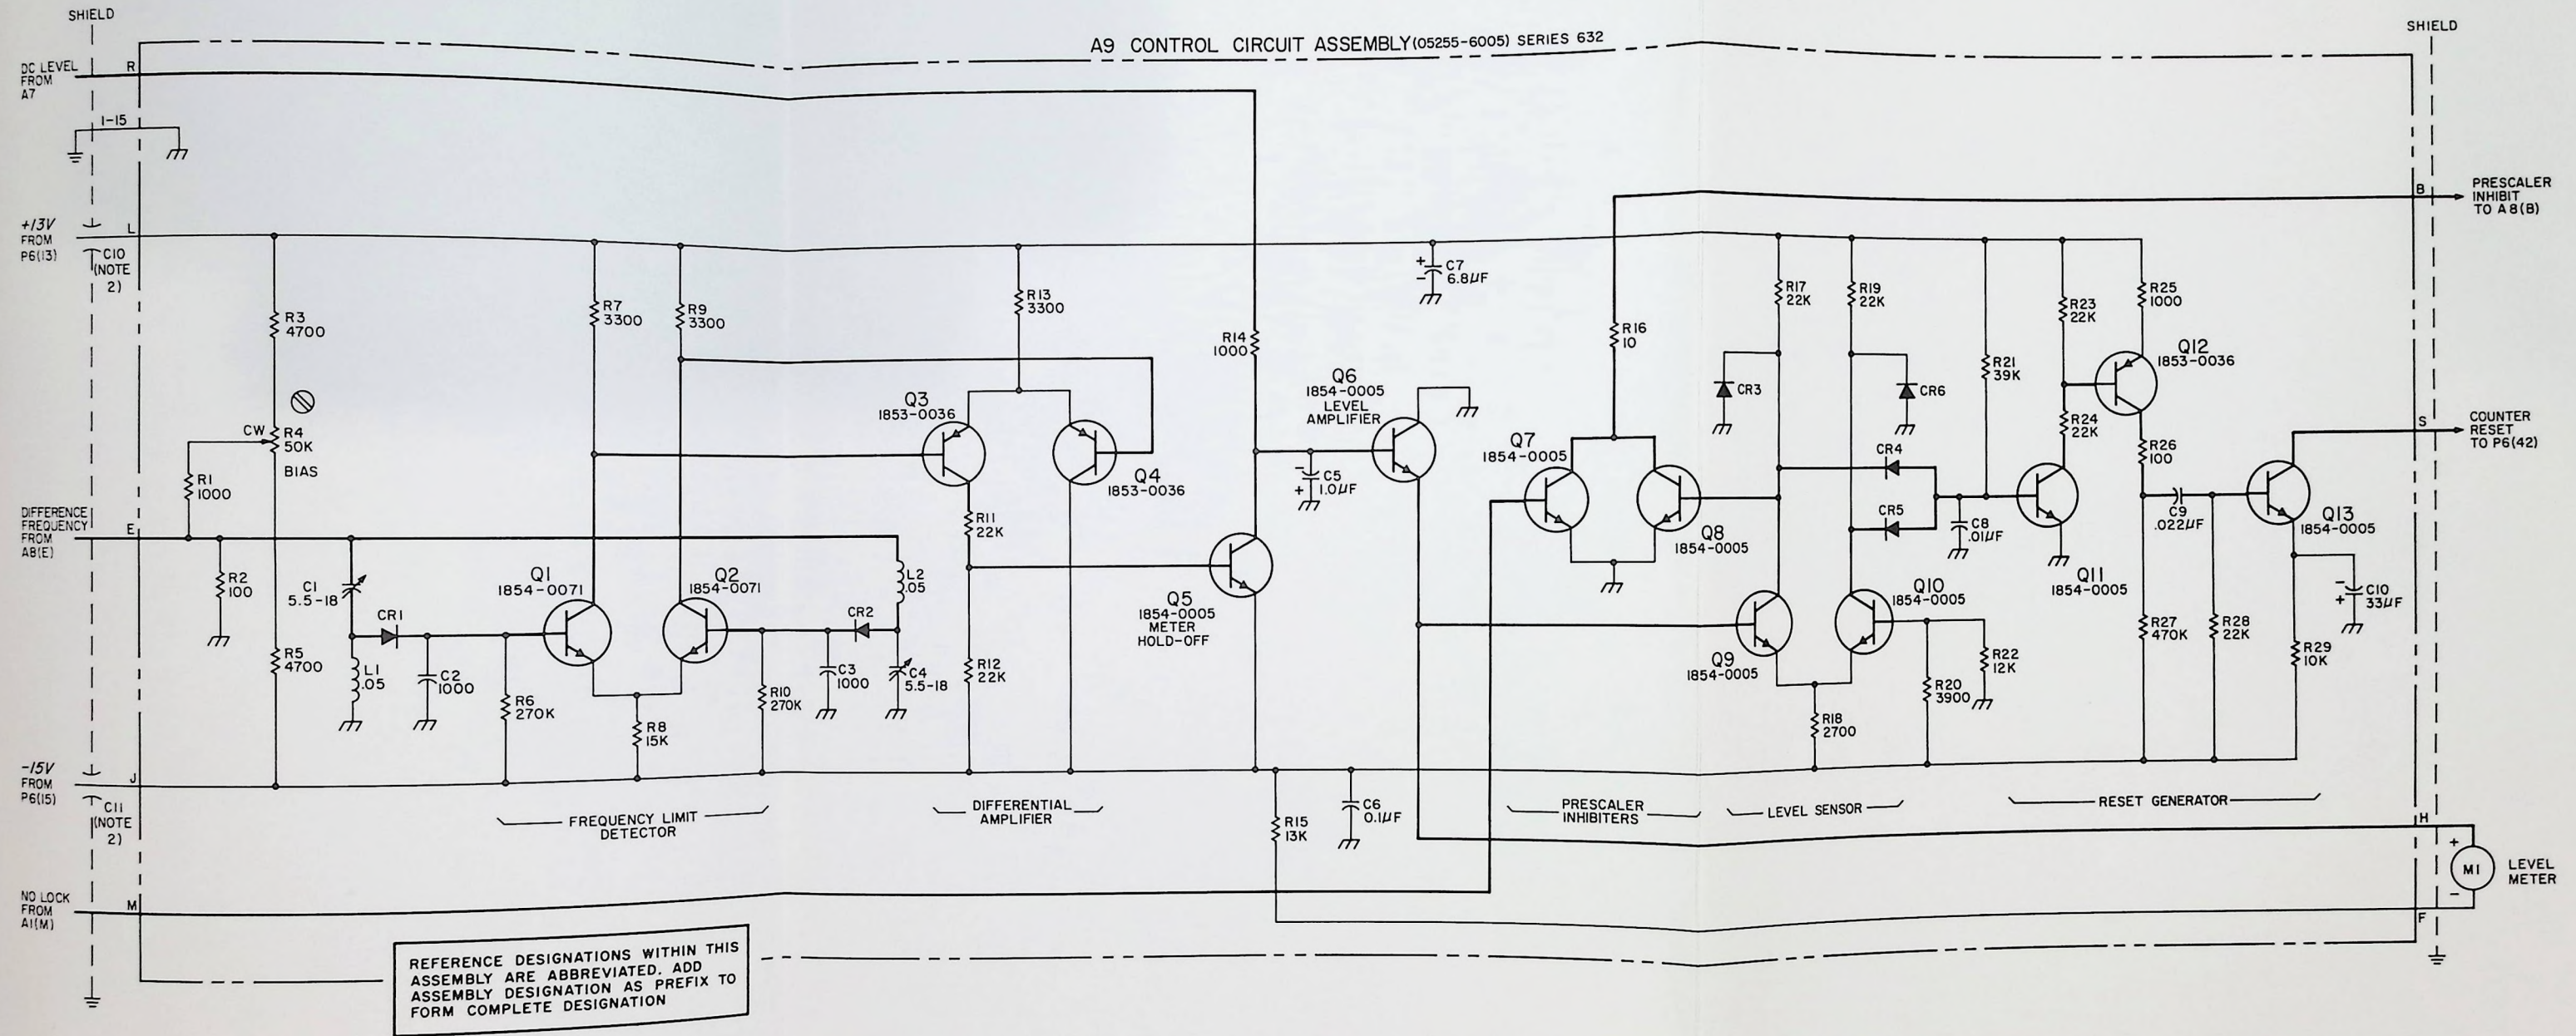 SHIELD
A9 CONTROL CIRCUIT ASSEMBLY (05255-6005) SERIES 632
SHIELD
DC LEVEL
FROM
A7
R
1-15
+13V
FROM
P6(13)
L
C10
(NOTE
2)
B
PRESCALER
INHIBIT
TO A8(B)
R3
4700
R7
3300
R9
3300
R13
3300
R14
1000
C7
6.8µF
+
-
R16
10
R17
22K
R19
22K
R21
39K
R23
22K
R25
1000
CW
R4
50K
BIAS
R1
1000
Q3
1853-0036
Q4
1853-0036
Q6
1854-0005
LEVEL
AMPLIFIER
-
+
C5
1.0µF
Q7
1854-0005
Q8
1854-0005
CR3
CR6
CR4
CR5
C8
.01µF
R24
22K
Q12
1853-0036
R26
100
C9
.022µF
Q13
1854-0005
S
COUNTER
RESET
TO P6(42)
DIFFERENCE
FREQUENCY
FROM
A8(E)
E
R2
100
C1
5.5-18
CR1
L1
.05
C2
1000
R5
4700
Q1
1854-0071
Q2
1854-0071
R6
270K
R8
15K
R10
270K
CR2
L2
.05
C3
1000
C4
5.5-18
R11
22K
R12
22K
Q5
1854-0005
METER
HOLD-OFF
Q9
1854-0005
Q10
1854-0005
R18
2700
R20
3900
R22
12K
Q11
1854-0005
R27
470K
R28
22K
R29
10K
-
+
C10
33µF
-15V
FROM
P6(15)
J
C11
(NOTE
2)
FREQUENCY LIMIT
DETECTOR
DIFFERENTIAL
AMPLIFIER
R15
13K
C6
0.1µF
PRESCALER
INHIBITERS
LEVEL SENSOR
RESET GENERATOR
H
+
M1
-
LEVEL
METER
F
NO LOCK
FROM
A1(M)
M
REFERENCE DESIGNATIONS WITHIN THIS
ASSEMBLY ARE ABBREVIATED. ADD
ASSEMBLY DESIGNATION AS PREFIX TO
FORM COMPLETE DESIGNATION